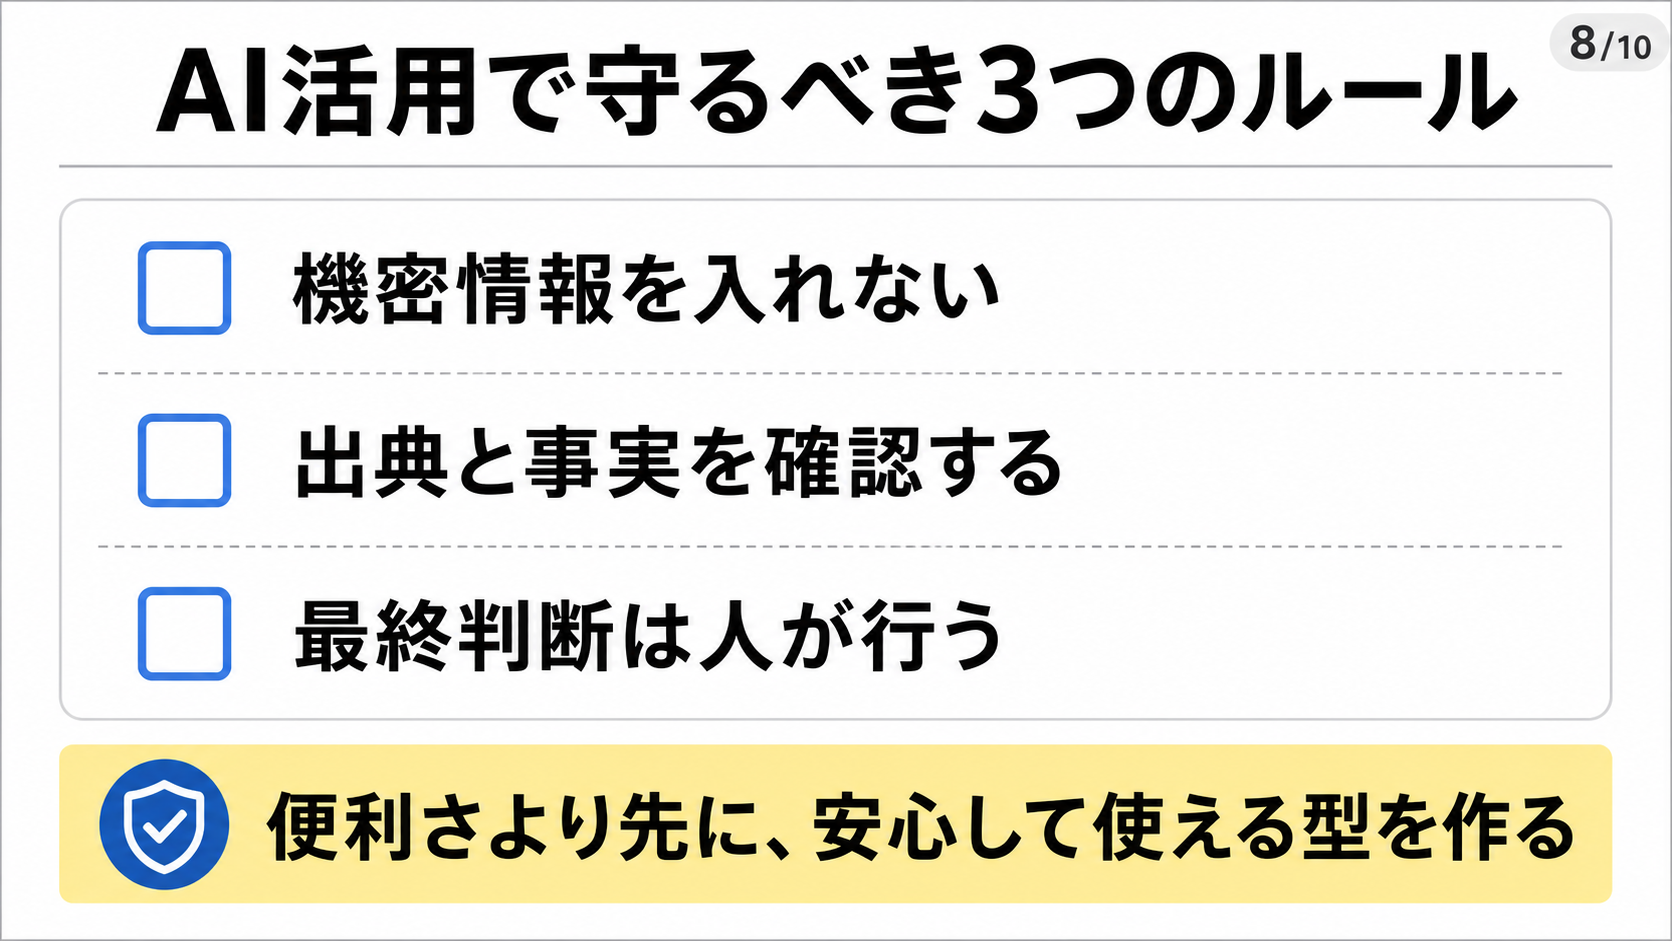 8/10
AI活用で守るべき3つのルール
機密情報を入れない
出典と事実を確認する
最終判断は人が行う
便利さより先に、安心して使える型を作る